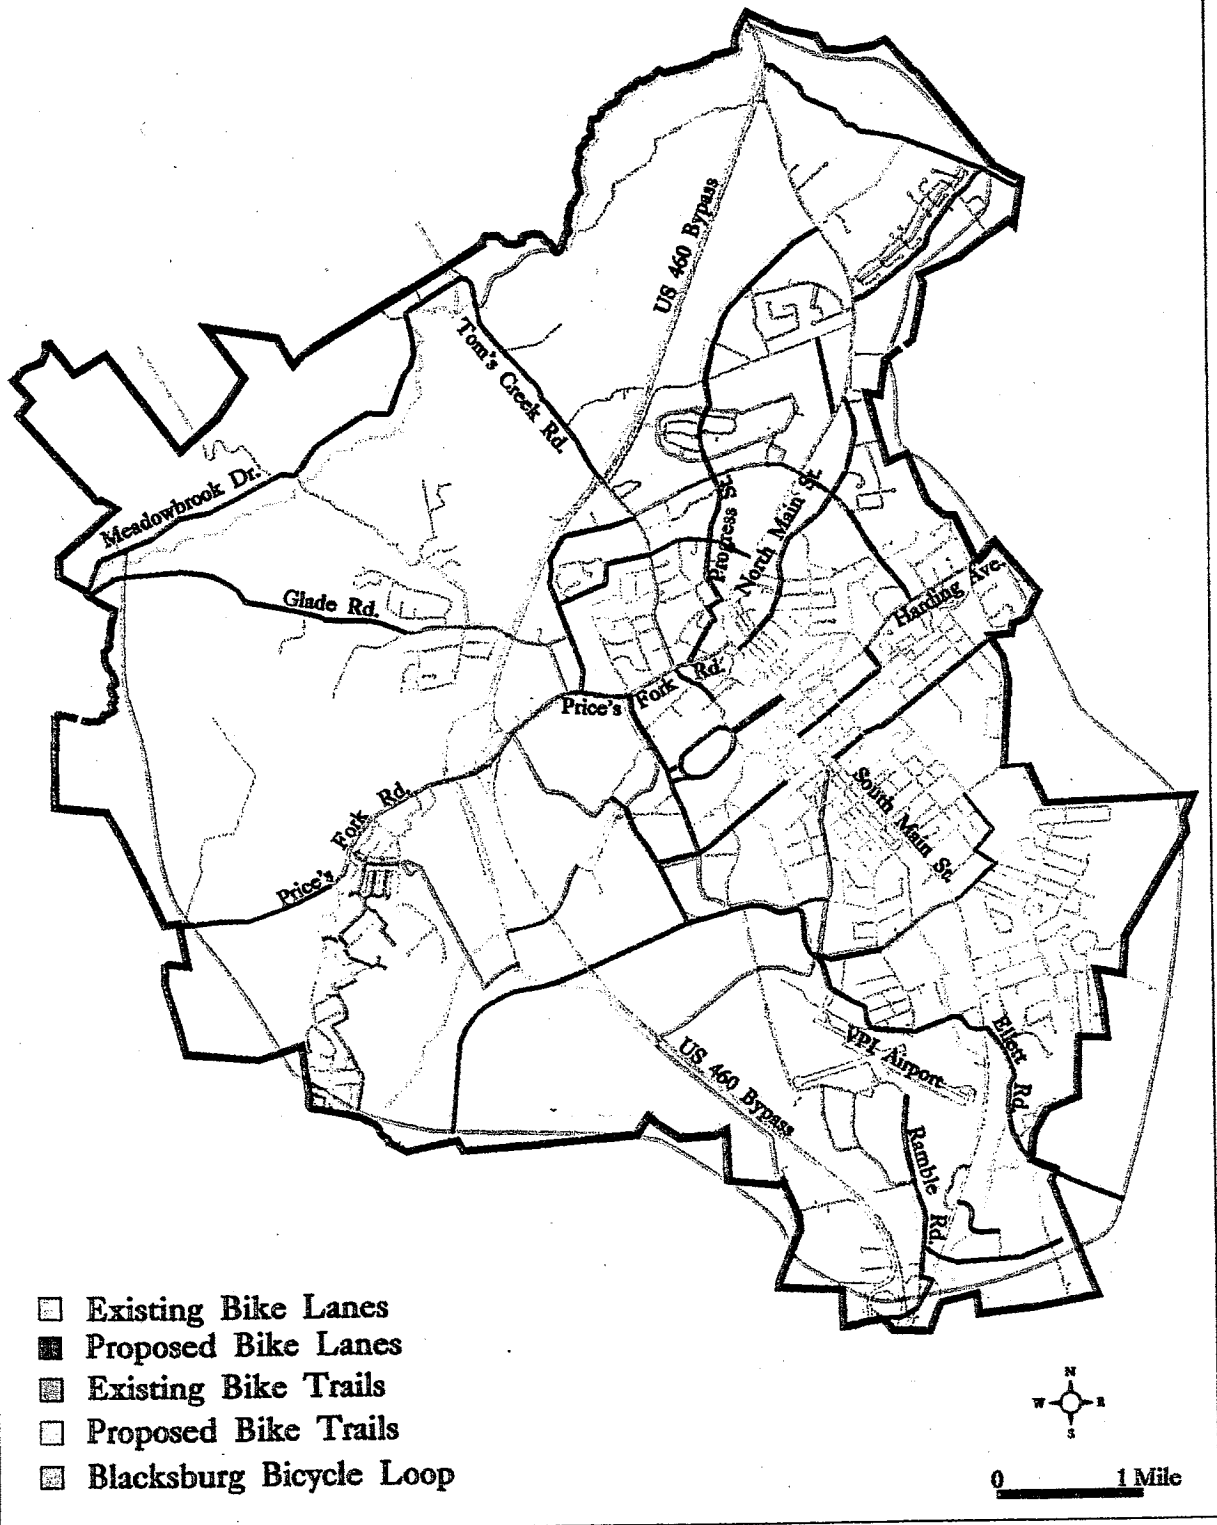 US 460 Bypass
Tom's Creek Rd.
Meadowbrook Dr.
Progress St.
North Main St.
Glade Rd.
Harding Ave.
Price's Fork Rd.
Price's Fork Rd.
South Main St.
Ellett Rd.
VPI Airport
US 460 Bypass
Ramble Rd.
Existing Bike Lanes
Proposed Bike Lanes
Existing Bike Trails
Proposed Bike Trails
Blacksburg Bicycle Loop
N
W E
S
0 1 Mile